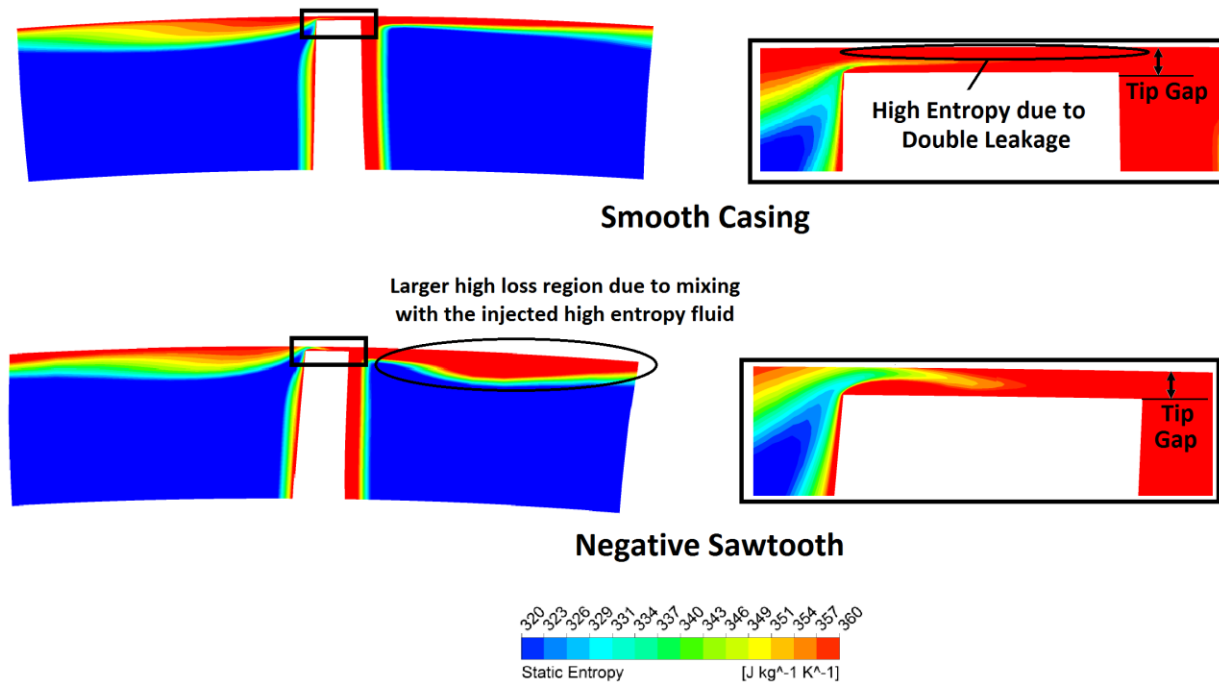 High Entropy due to
Double Leakage
Tip Gap
Smooth Casing
Larger high loss region due to mixing
with the injected high entropy fluid
Tip
Gap
Negative Sawtooth
320 323 326 329 331 334 337 340 343 346 349 351 354 357 360
Static Entropy [J kg^-1 K^-1]